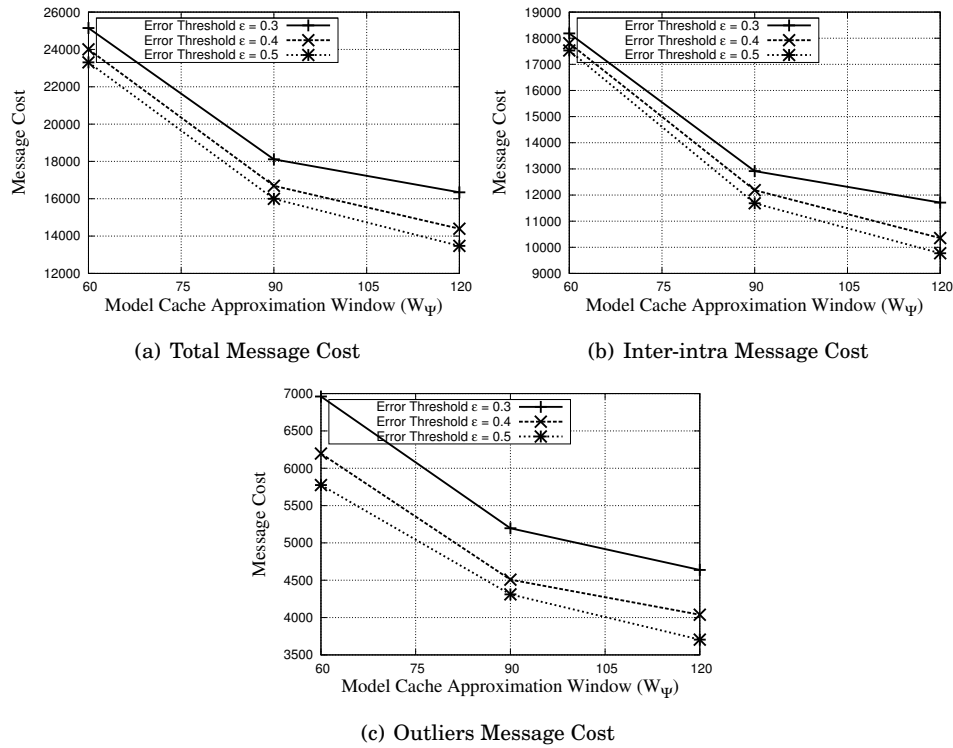 26000
24000
22000
20000
18000
16000
14000
12000
60
75
90
105
120
Message Cost
Model Cache Approximation Window (WΨ)
Error Threshold ε = 0.3
Error Threshold ε = 0.4
Error Threshold ε = 0.5
(a) Total Message Cost
19000
18000
17000
16000
15000
14000
13000
12000
11000
10000
9000
60
75
90
105
120
Message Cost
Model Cache Approximation Window (WΨ)
Error Threshold ε = 0.3
Error Threshold ε = 0.4
Error Threshold ε = 0.5
(b) Inter-intra Message Cost
7000
6500
6000
5500
5000
4500
4000
3500
60
75
90
105
120
Message Cost
Model Cache Approximation Window (WΨ)
Error Threshold ε = 0.3
Error Threshold ε = 0.4
Error Threshold ε = 0.5
(c) Outliers Message Cost